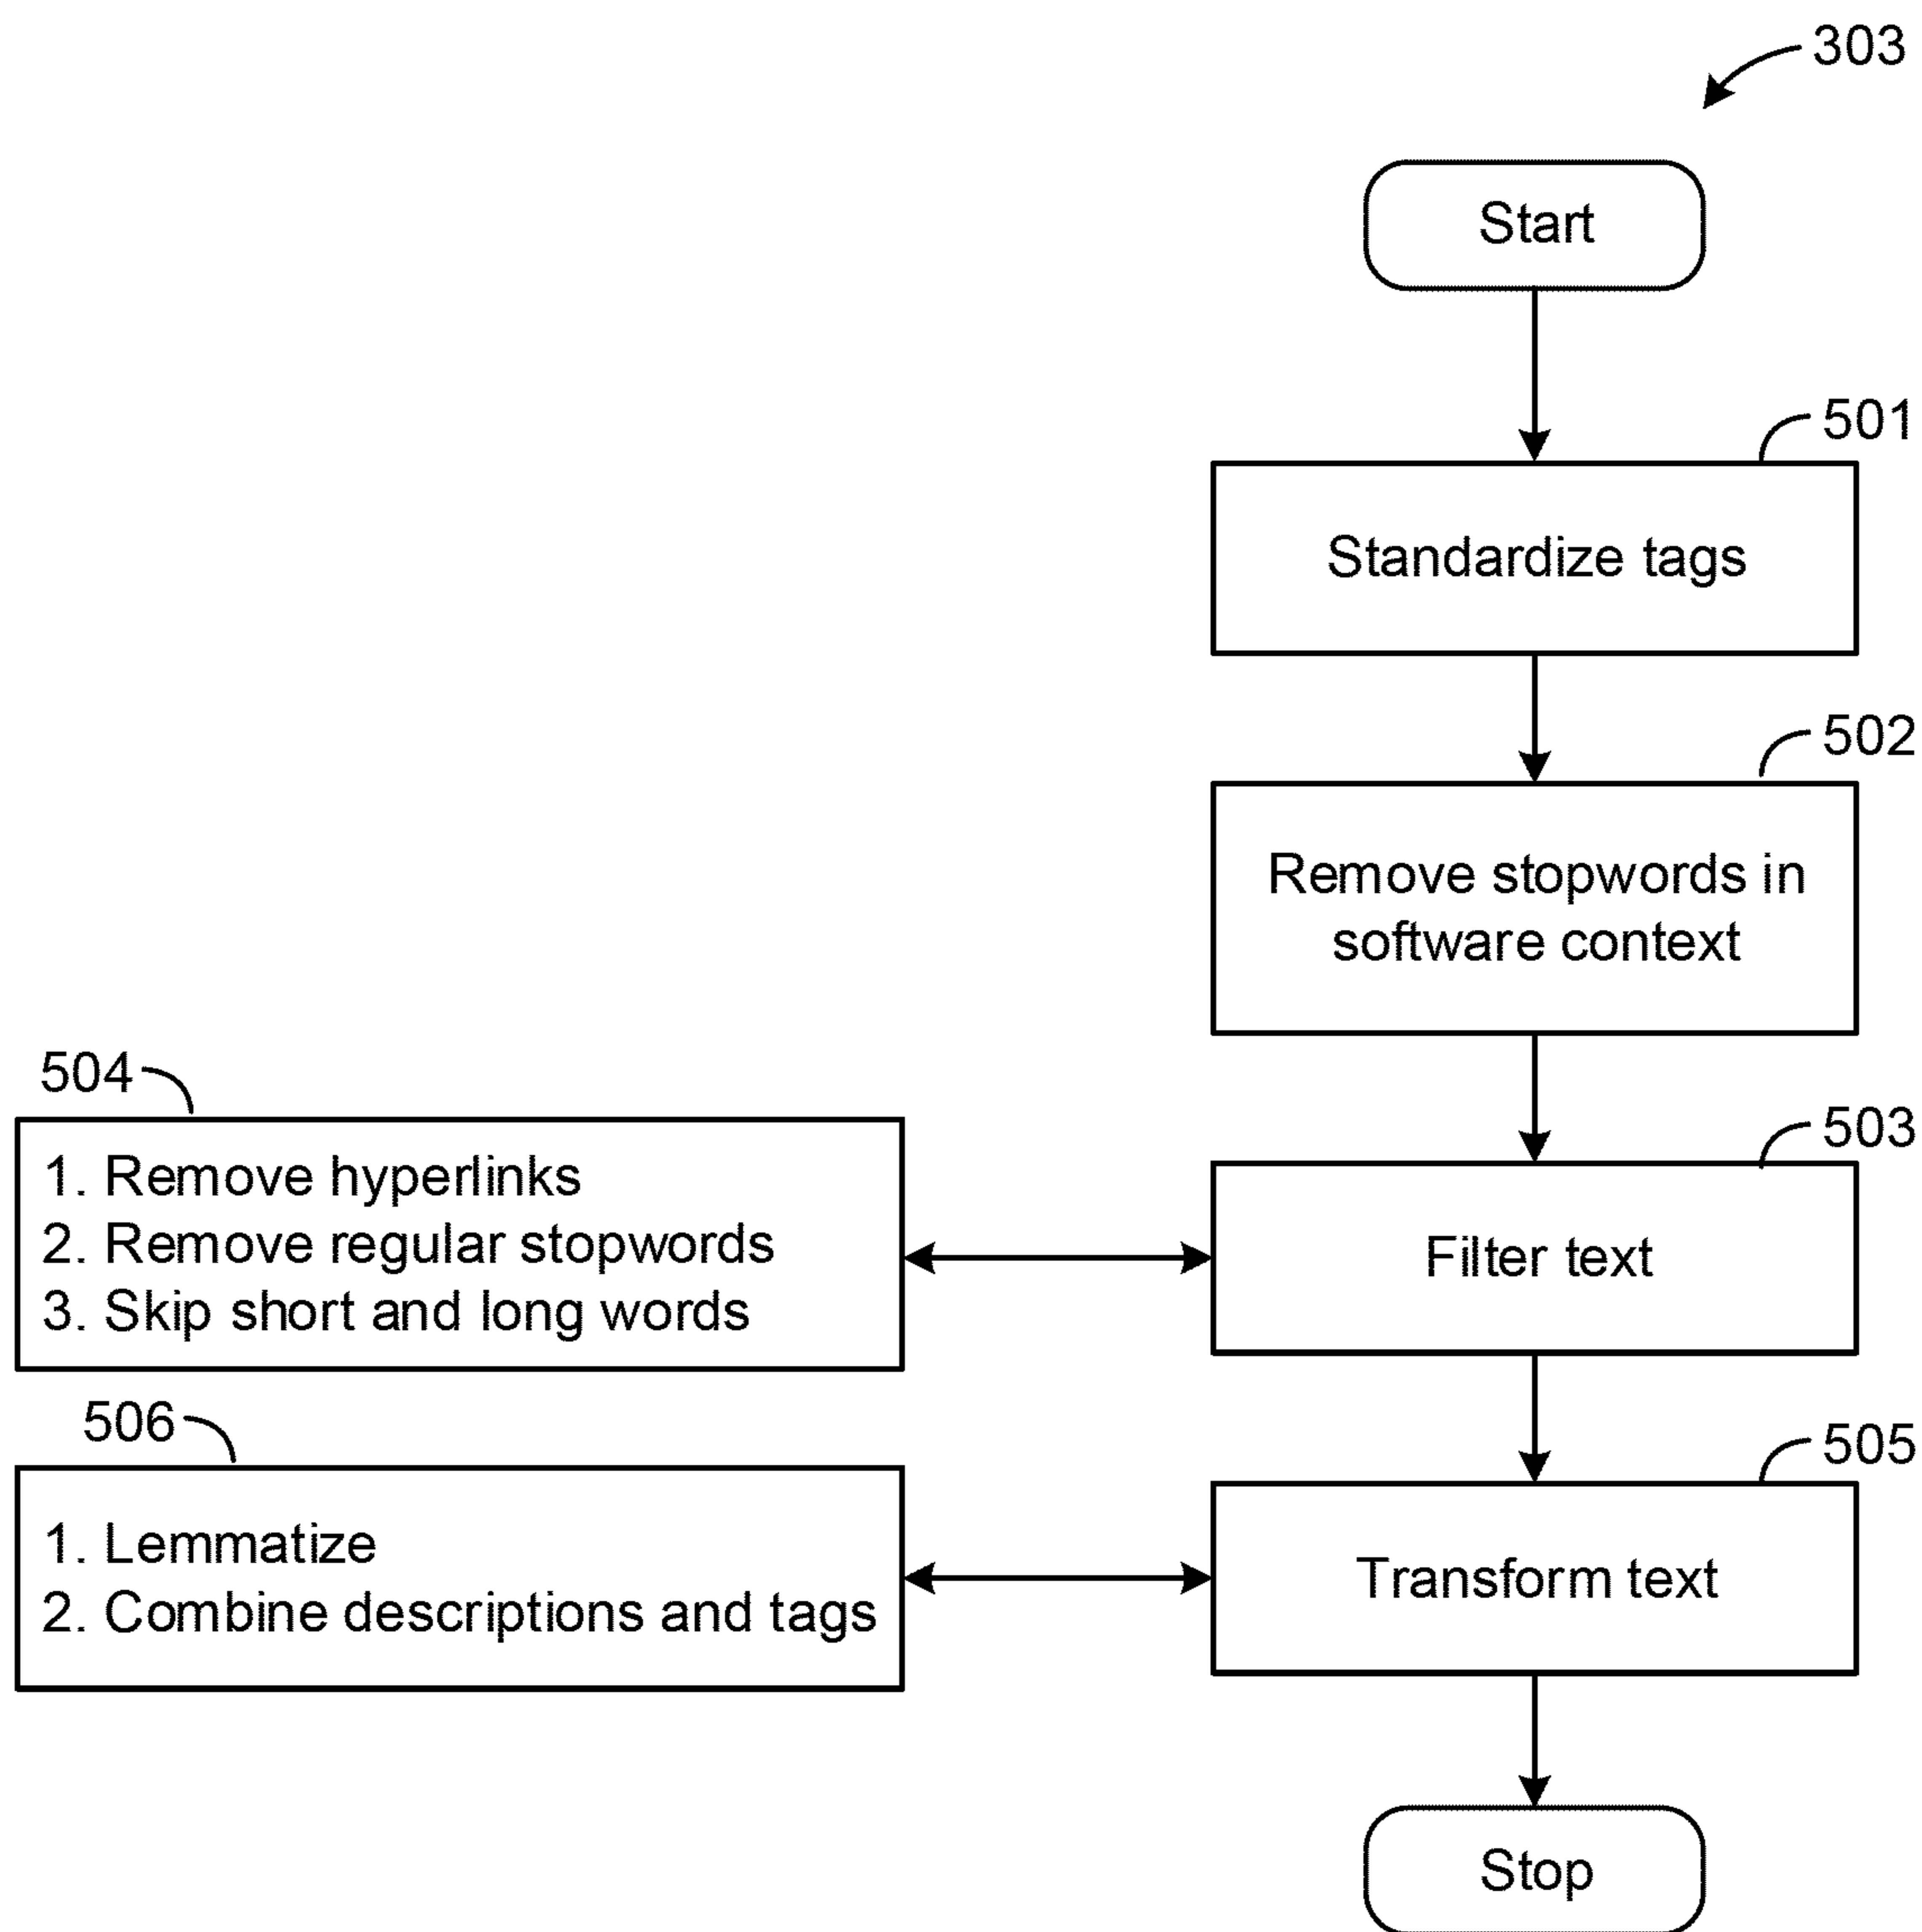 303
Start
501
Standardize tags
502
Remove stopwords in
software context
504
1. Remove hyperlinks
2. Remove regular stopwords
3. Skip short and long words
503
Filter text
506
1. Lemmatize
2. Combine descriptions and tags
505
Transform text
Stop